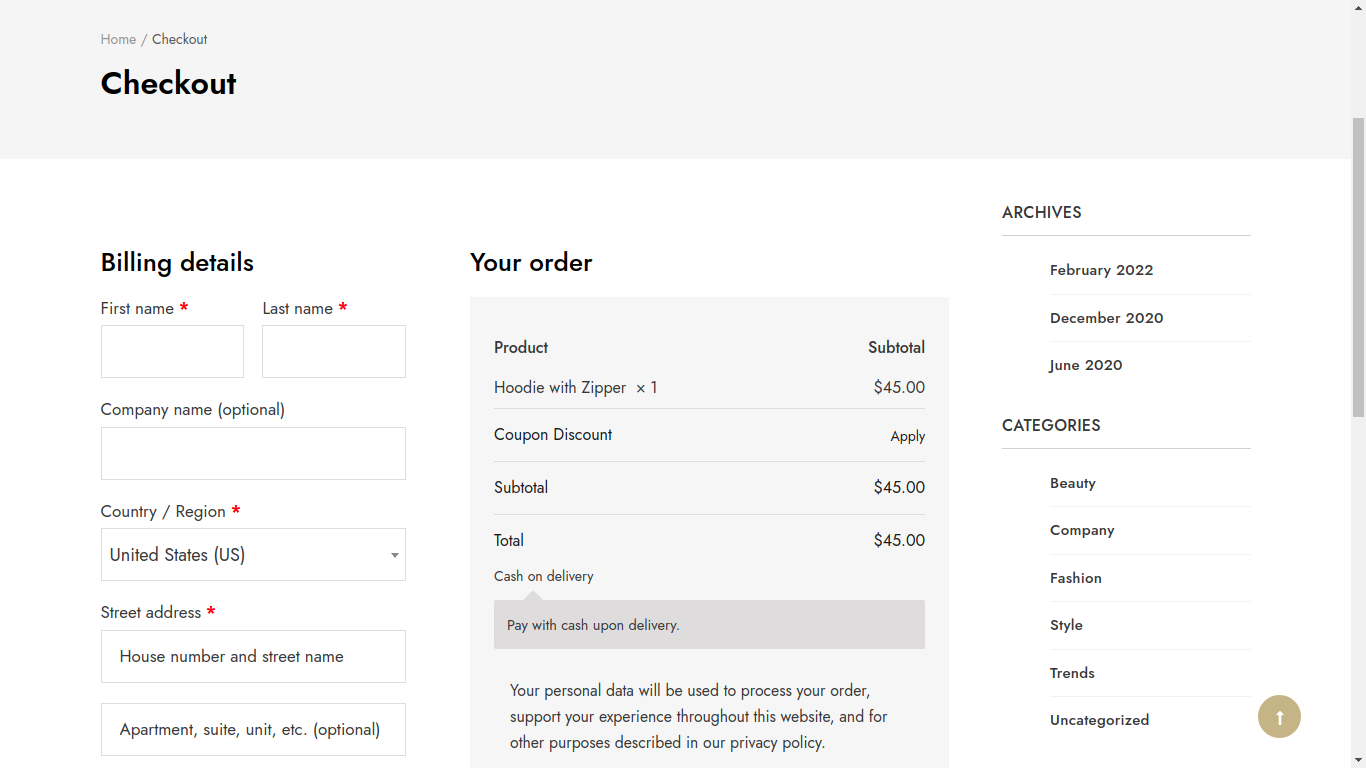 Home / Checkout
Checkout
Billing details
First name *
Last name *
Company name (optional)
Country / Region *
United States (US)
Street address *
House number and street name
Apartment, suite, unit, etc. (optional)
Your order
Product Subtotal
Hoodie with Zipper × 1 $45.00
Coupon Discount Apply
Subtotal $45.00
Total $45.00
Cash on delivery
Pay with cash upon delivery.
Your personal data will be used to process your order,
support your experience throughout this website, and for
other purposes described in our privacy policy.
ARCHIVES
February 2022
December 2020
June 2020
CATEGORIES
Beauty
Company
Fashion
Style
Trends
Uncategorized